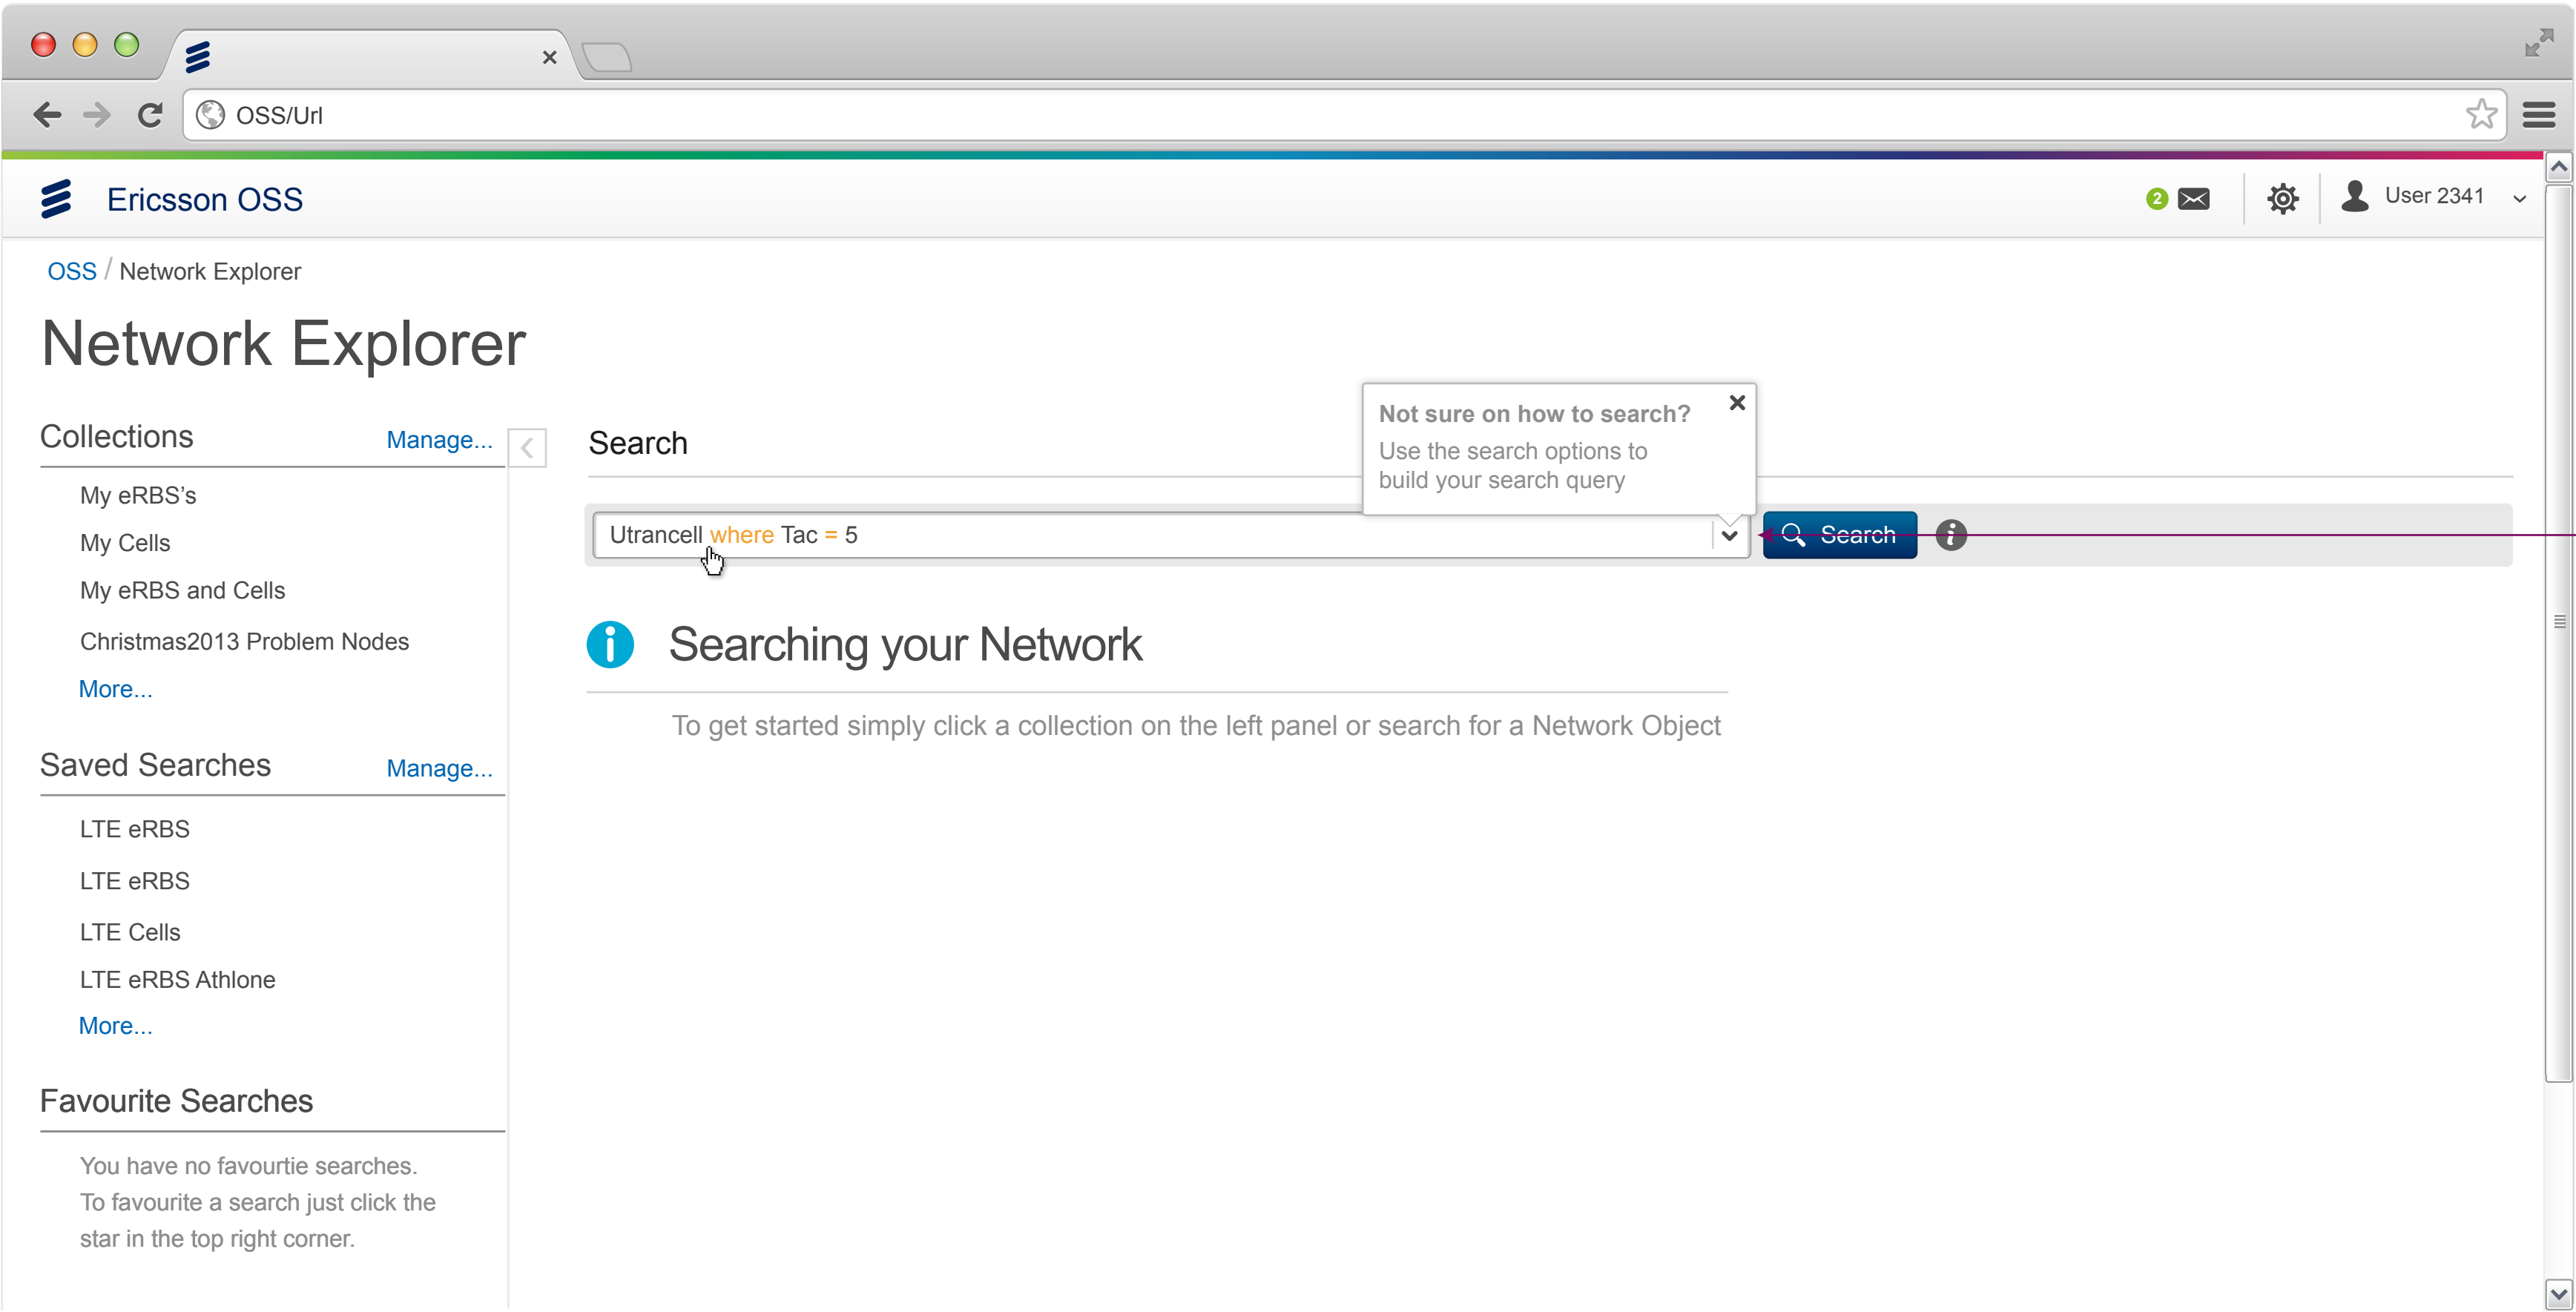 OSS/Url
Ericsson OSS
2
User 2341
OSS / Network Explorer
Network Explorer
Collections
Manage...
My eRBS’s
My Cells
My eRBS and Cells
Christmas2013 Problem Nodes
More...
Saved Searches
Manage...
LTE eRBS
LTE eRBS
LTE Cells
LTE eRBS Athlone
More...
Favourite Searches
You have no favourtie searches.
To favourite a search just click the
star in the top right corner.
Search
Not sure on how to search?
Use the search options to
build your search query
Utrancell where Tac = 5
Search
Searching your Network
To get started simply click a collection on the left panel or search for a Network Object